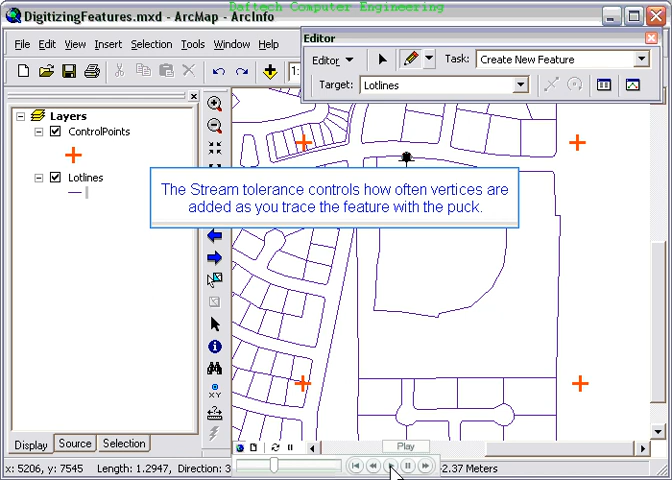 Daftech Computer Engineering
DigitizingFeatures.mxd - ArcMap - ArcInfo
File Edit View Insert Selection Tools Window Help
Editor
Editor Task: Create New Feature
1:
Target: Lotlines
Layers
ControlPoints
Lotlines
The Stream tolerance controls how often vertices are
added as you trace the feature with the puck.
XY
Display Source Selection
Play
x: 5206, y: 7545 Length: 1.2947, Direction: 3 -2.37 Meters